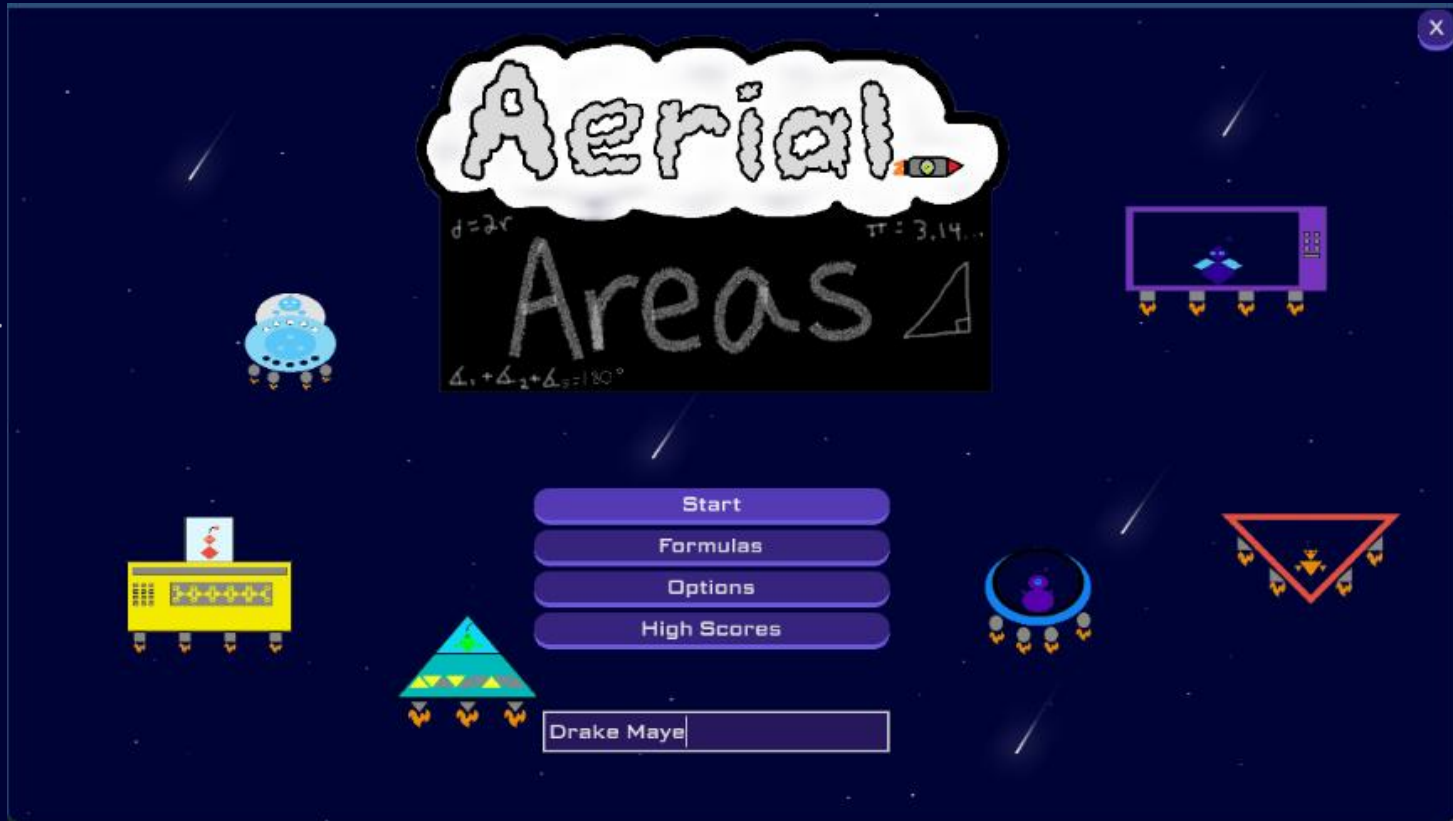 X
Aerial
d=2r
π = 3.14...
Areas
∡₁+∡₂+∡₃=180°
Start
Formulas
Options
High Scores
Drake Maye